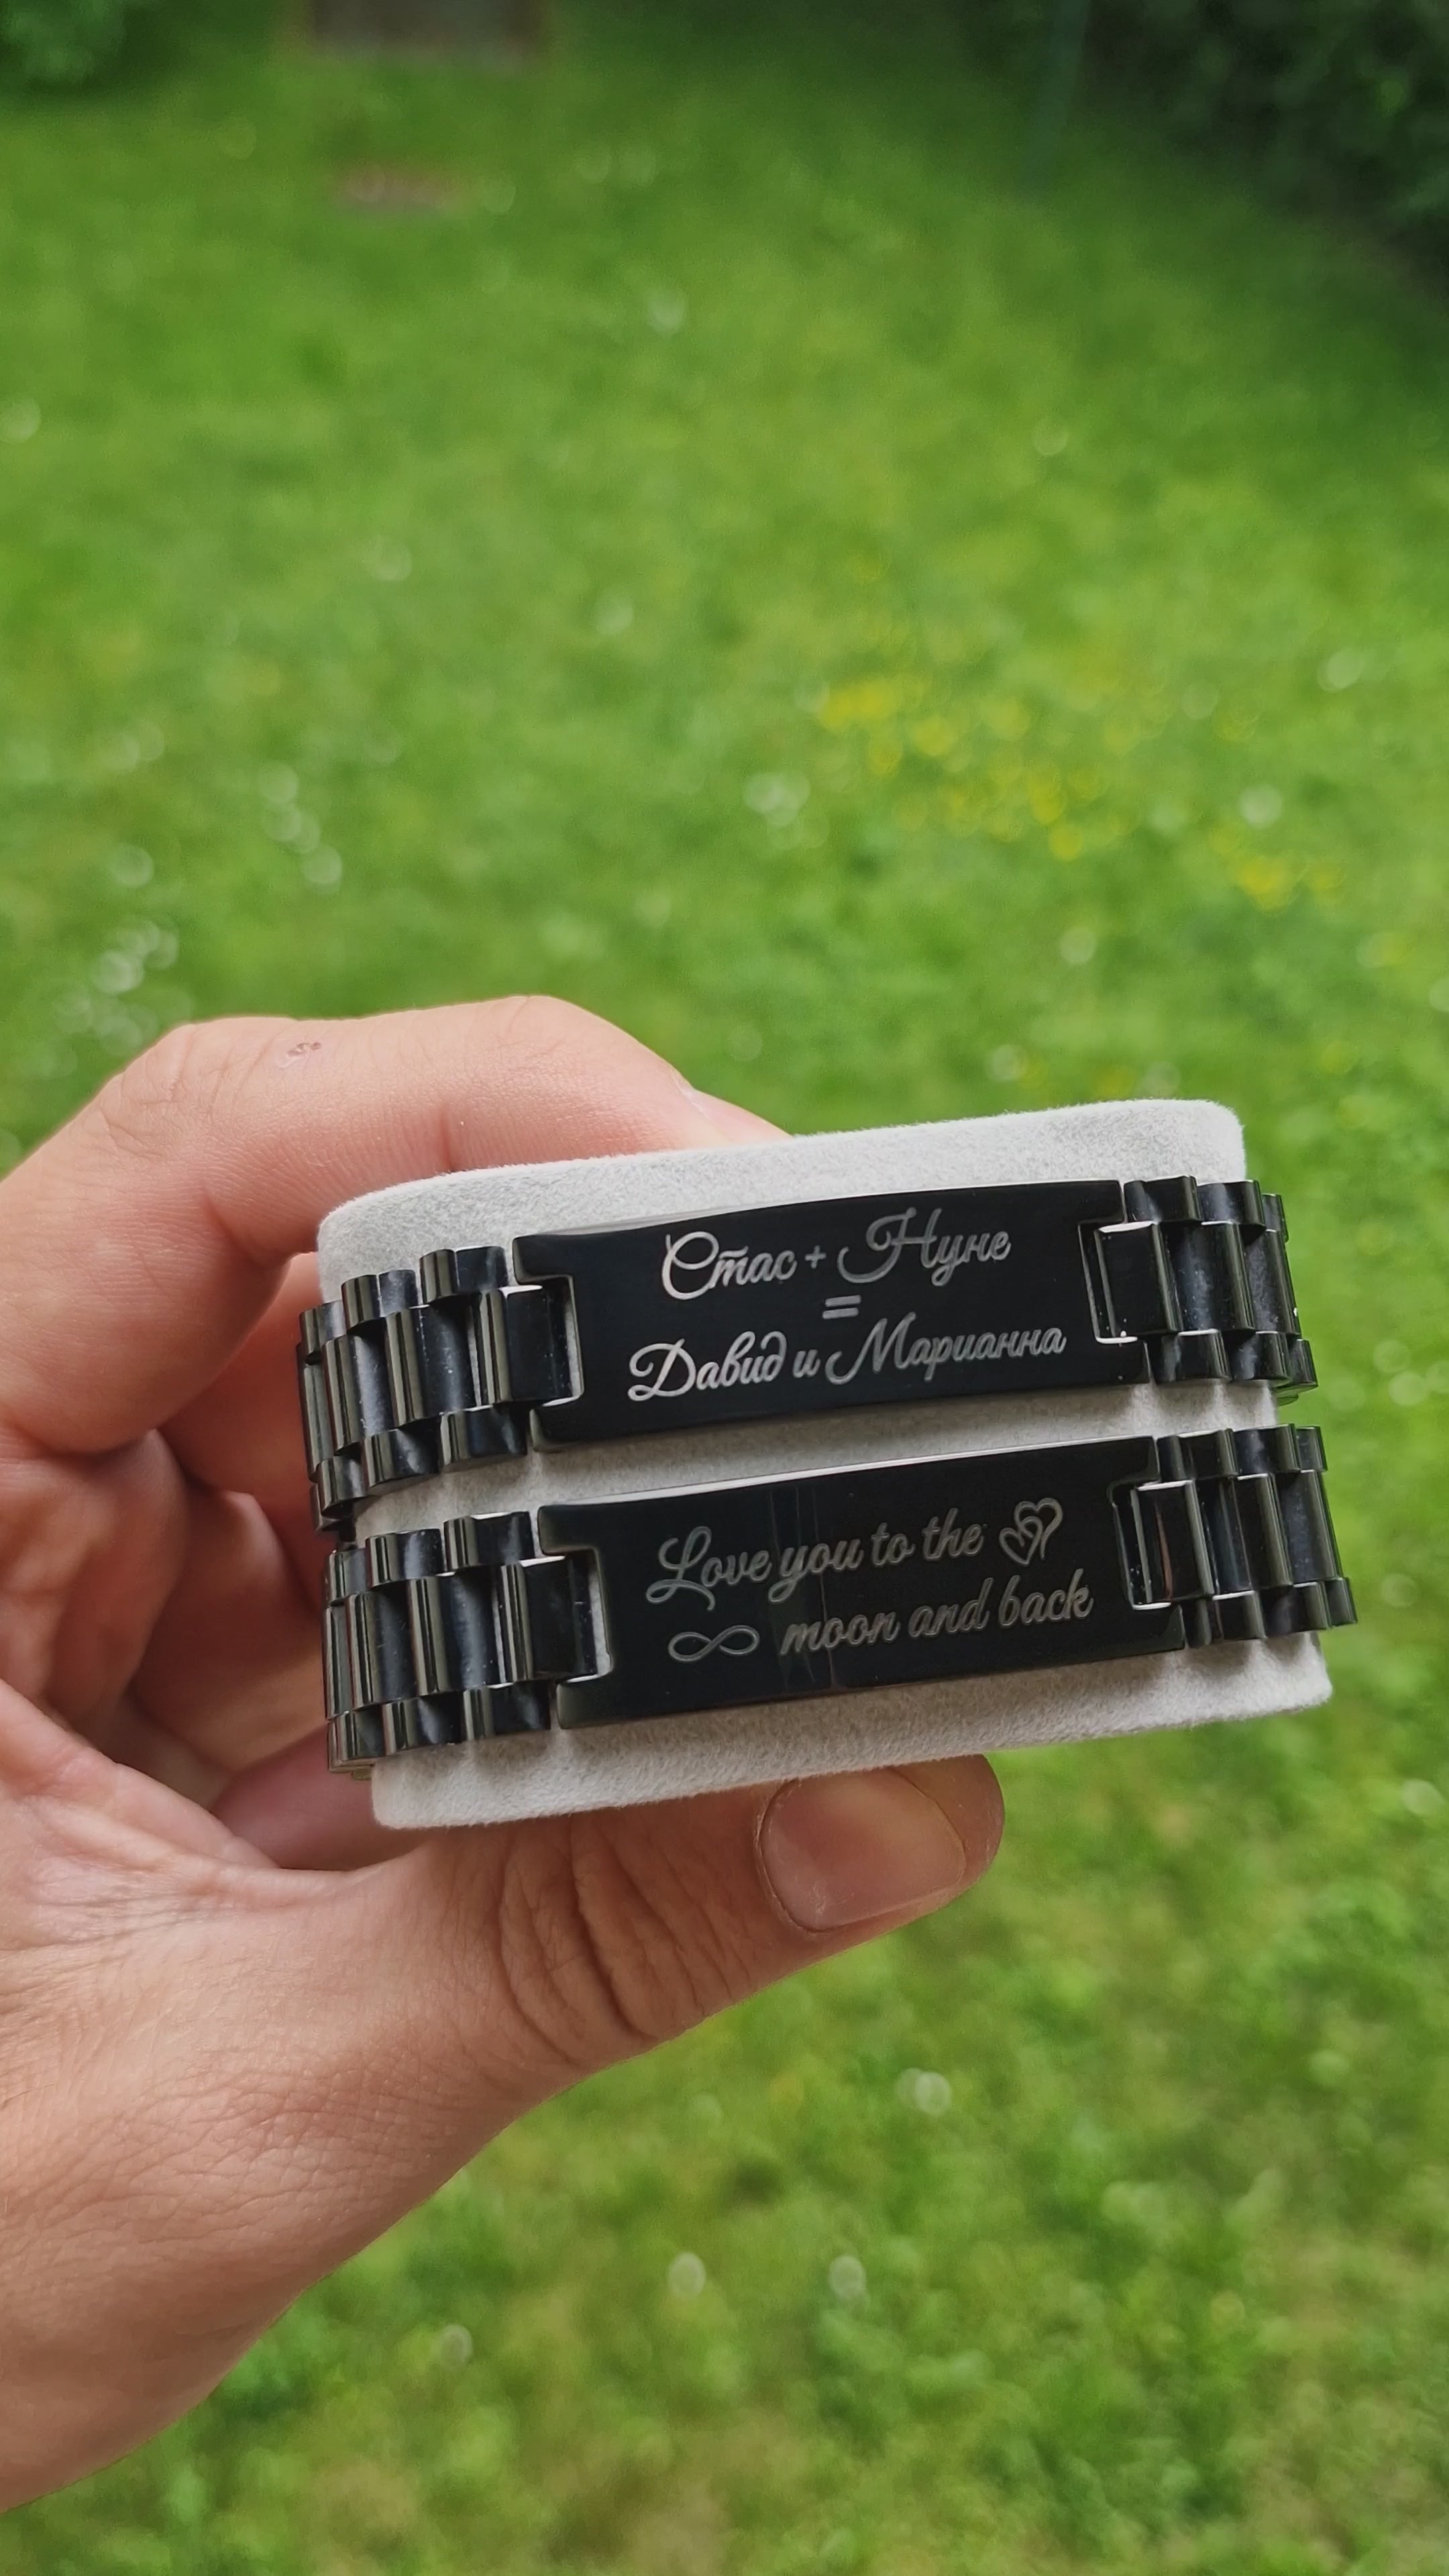 Стас + Нуне
=
Давид и Марианна
Love you to the
moon and back